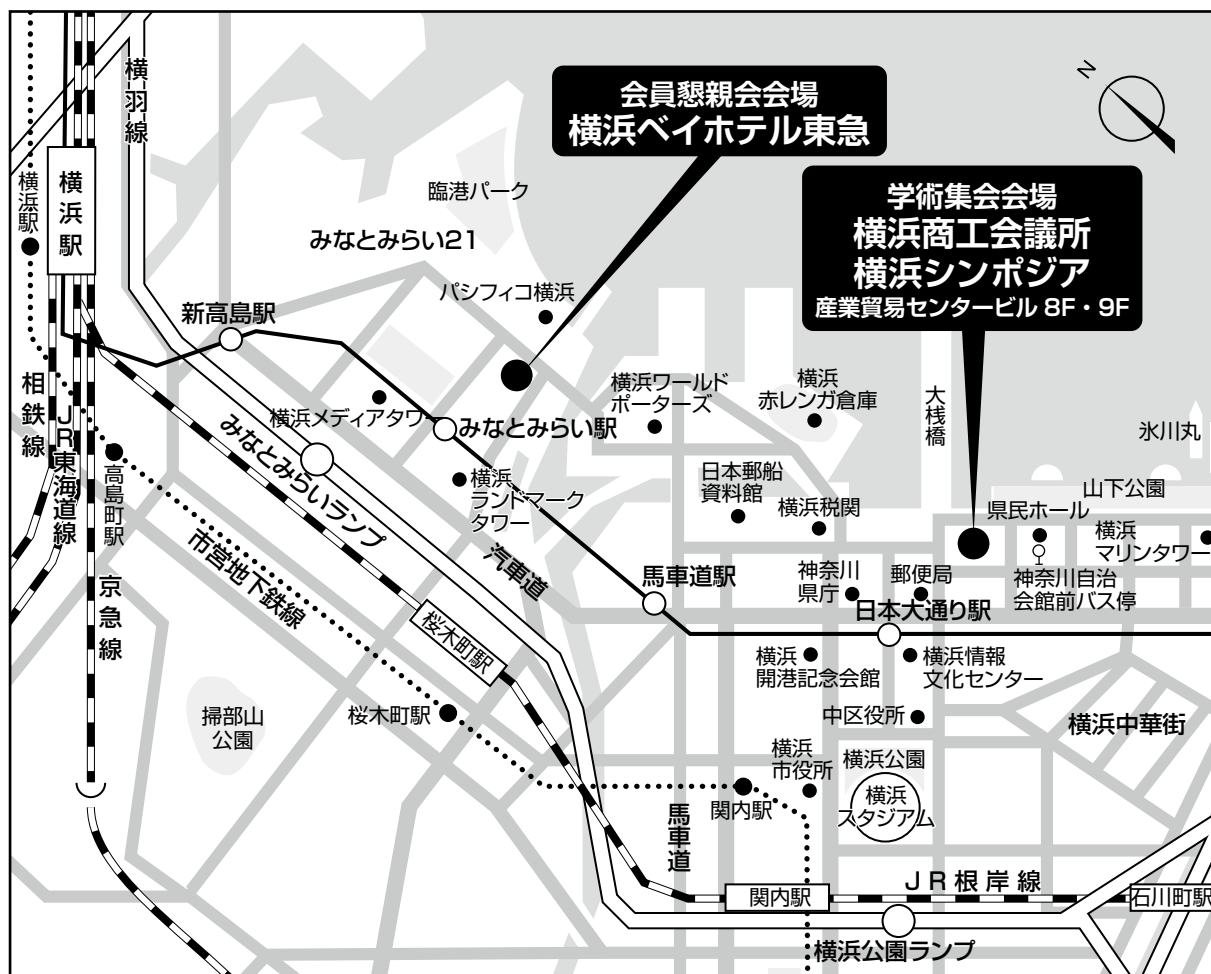 会員懇親会会場
横浜ベイホテル東急
N
学術集会会場
横浜商工会議所
横浜シンポジア
産業貿易センタービル 8F・9F
横羽線
横浜駅
横浜駅
臨港パーク
みなとみらい21
パシフィコ横浜
新高島駅
相鉄線
JR東海道線
高島町駅
京急線
横浜メディアタワー
みなとみらい駅
みなとみらいランプ
横浜
ランドマーク
タワー
横浜ワールド
ポーターズ
横浜
赤レンガ倉庫
大桟橋
氷川丸
山下公園
日本郵船
資料館
横浜税関
県民ホール
横浜
マリンタワー
市営地下鉄線
汽車道
馬車道駅
神奈川
県庁
郵便局
神奈川自治
会館前バス停
日本大通り駅
桜木町駅
横浜
開港記念会館
横浜情報
文化センター
掃部山
公園
桜木町駅
中区役所
横浜中華街
横浜
市役所
横浜公園
横浜
スタジアム
関内駅
馬車道
関内駅
JR根岸線
石川町駅
横浜公園ランプ